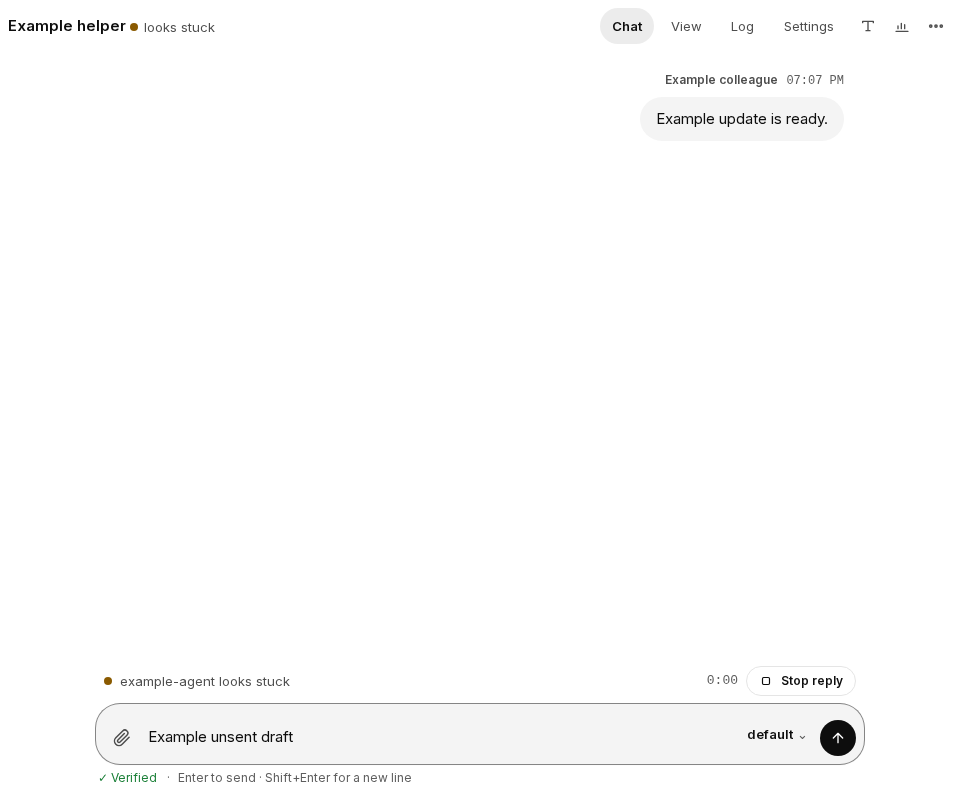 Example helper looks stuck
Chat View Log Settings
Example colleague 07:07 PM
Example update is ready.
example-agent looks stuck 0:00 Stop reply
Example unsent draft default
✓ Verified · Enter to send · Shift+Enter for a new line